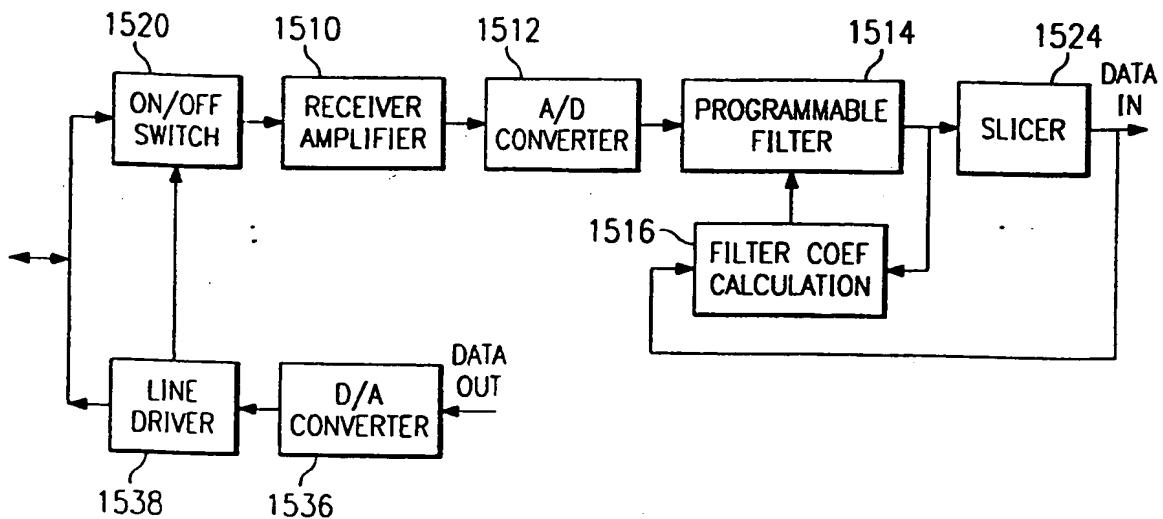 1520
1510
1512
1514
1524
ON/OFF
SWITCH
RECEIVER
AMPLIFIER
A/D
CONVERTER
PROGRAMMABLE
FILTER
SLICER
DATA
IN
1516
FILTER COEF
CALCULATION
LINE
DRIVER
D/A
CONVERTER
DATA
OUT
1538
1536